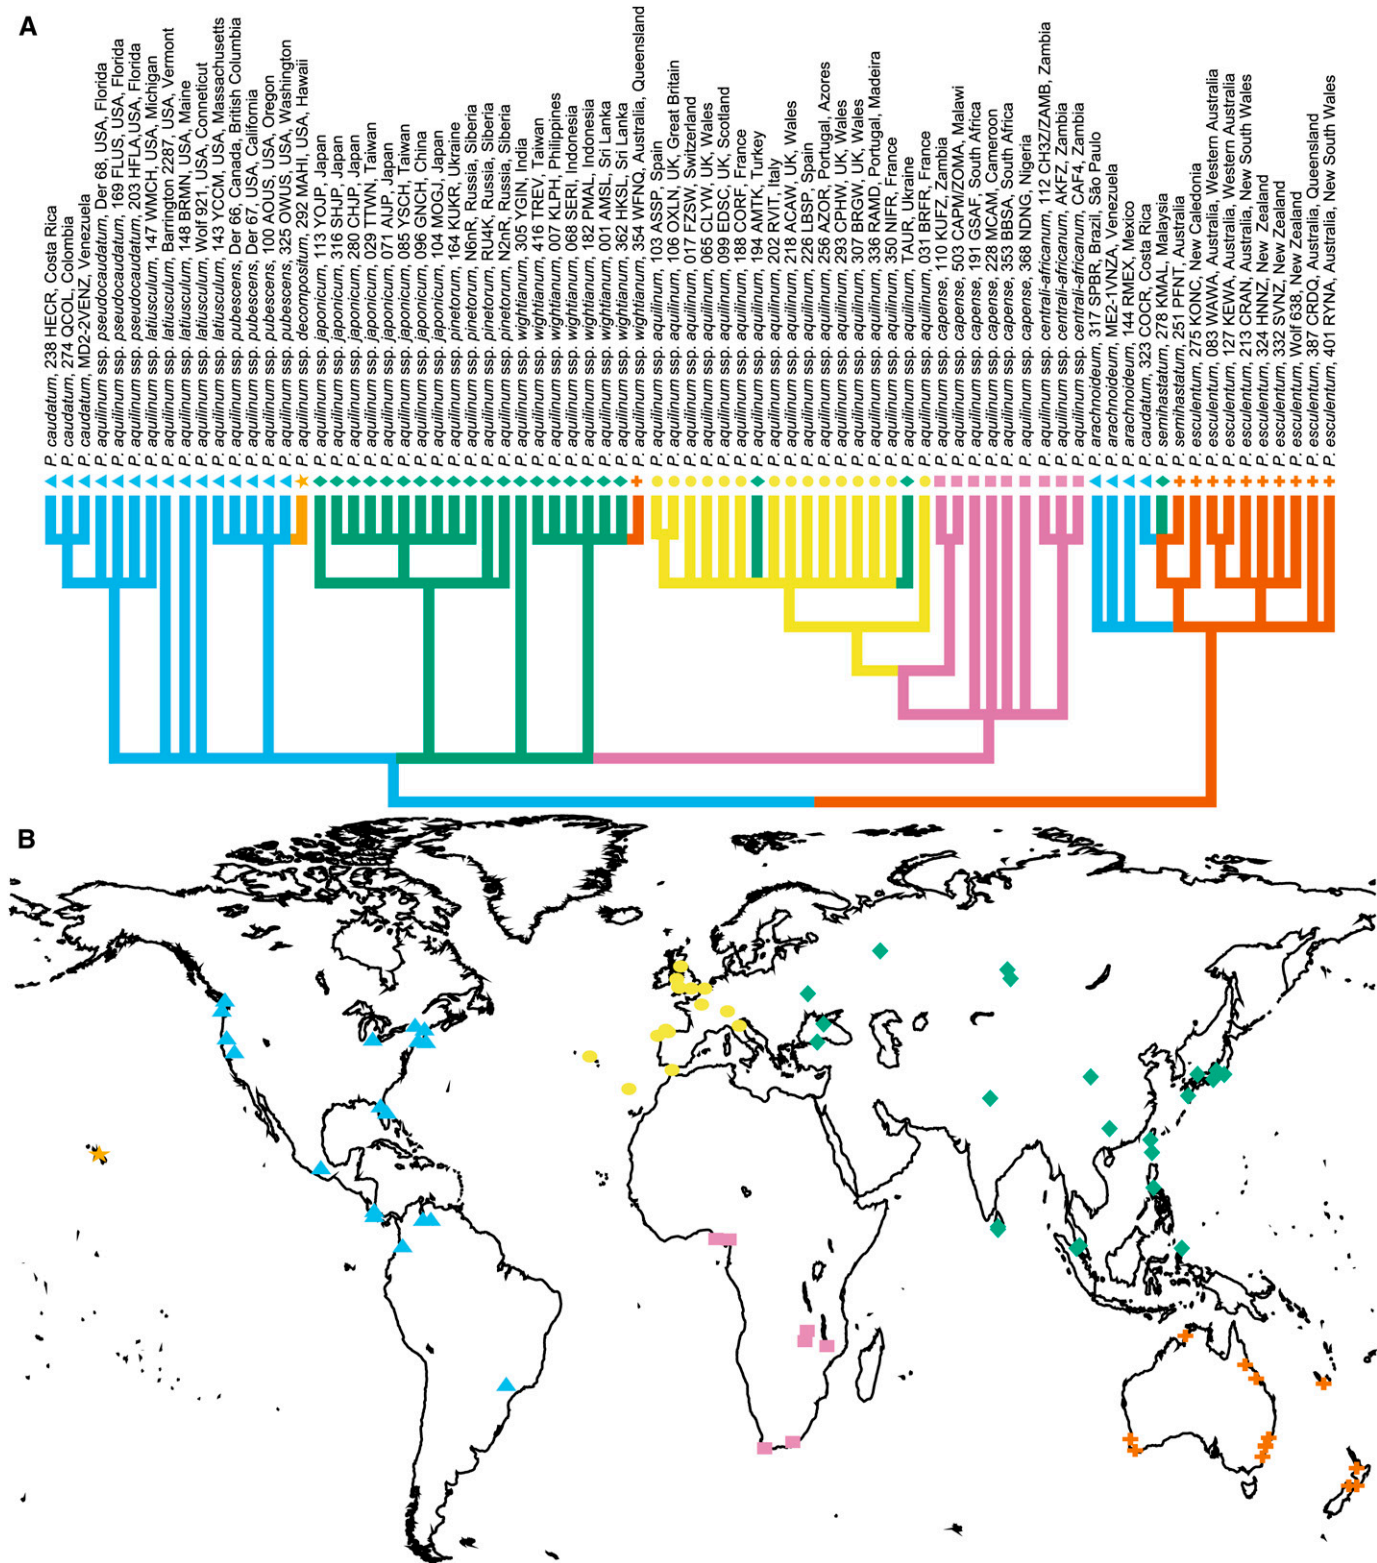 A
P. caudatum, 238 HECR, Costa Rica
P. caudatum, 274 QCOL, Colombia
P. caudatum, MD2-2VENZ, Venezuela
P. aquilinum ssp. pseudocaudatum, Der 68, USA, Florida
P. aquilinum ssp. pseudocaudatum, 169 FLUS, USA, Florida
P. aquilinum ssp. pseudocaudatum, 203 HFLA,USA, Florida
P. aquilinum ssp. latiusculum, 147 WMCH, USA, Michigan
P. aquilinum ssp. latiusculum, Barrington 2287, USA, Vermont
P. aquilinum ssp. latiusculum, 148 BRMN, USA, Maine
P. aquilinum ssp. latiusculum, Wolf 921, USA, Conneticut
P. aquilinum ssp. latiusculum, 143 YCCM, USA, Massachusetts
P. aquilinum ssp. pubescens, Der 66, Canada, British Columbia
P. aquilinum ssp. pubescens, Der 67, USA, California
P. aquilinum ssp. pubescens, 100 AOUS, USA, Oregon
P. aquilinum ssp. pubescens, 325 OWUS, USA, Washington
P. aquilinum ssp. decompositum, 292 MAHI, USA, Hawaii
P. aquilinum ssp. japonicum, 113 YOJP, Japan
P. aquilinum ssp. japonicum, 316 SHJP, Japan
P. aquilinum ssp. japonicum, 280 CHJP, Japan
P. aquilinum ssp. japonicum, 029 TTWN, Taiwan
P. aquilinum ssp. japonicum, 071 AIJP, Japan
P. aquilinum ssp. japonicum, 085 YSCH, Taiwan
P. aquilinum ssp. japonicum, 096 GNCH, China
P. aquilinum ssp. japonicum, 104 MOGJ, Japan
P. aquilinum ssp. pinetorum, 164 KUKR, Ukraine
P. aquilinum ssp. pinetorum, N6nR, Russia, Siberia
P. aquilinum ssp. pinetorum, RU4K, Russia, Siberia
P. aquilinum ssp. pinetorum, N2nR, Russia, Siberia
P. aquilinum ssp. wightianum, 305 YGIN, India
P. aquilinum ssp. wightianum, 416 TREV, Taiwan
P. aquilinum ssp. wightianum, 007 KLPH, Philippines
P. aquilinum ssp. wightianum, 068 SERI, Indonesia
P. aquilinum ssp. wightianum, 182 PMAL, Indonesia
P. aquilinum ssp. wightianum, 001 AMSL, Sri Lanka
P. aquilinum ssp. wightianum, 362 HKSL, Sri Lanka
P. aquilinum ssp. wightianum, 354 WFNQ, Australia, Queensland
P. aquilinum ssp. aquilinum, 103 ASSP, Spain
P. aquilinum ssp. aquilinum, 106 OXLN, UK, Great Britain
P. aquilinum ssp. aquilinum, 017 FZSW, Switzerland
P. aquilinum ssp. aquilinum, 065 CLYW, UK, Wales
P. aquilinum ssp. aquilinum, 099 EDSC, UK, Scotland
P. aquilinum ssp. aquilinum, 188 CORF, France
P. aquilinum ssp. aquilinum, 194 AMTK, Turkey
P. aquilinum ssp. aquilinum, 202 RVIT, Italy
P. aquilinum ssp. aquilinum, 218 ACAW, UK, Wales
P. aquilinum ssp. aquilinum, 226 LBSP, Spain
P. aquilinum ssp. aquilinum, 256 AZOR, Portugal, Azores
P. aquilinum ssp. aquilinum, 293 CPHW, UK, Wales
P. aquilinum ssp. aquilinum, 307 BRGW, UK, Wales
P. aquilinum ssp. aquilinum, 336 RAMD, Portugal, Madeira
P. aquilinum ssp. aquilinum, 350 NIFR, France
P. aquilinum ssp. aquilinum, TAUR, Ukraine
P. aquilinum ssp. aquilinum, 031 BRFR, France
P. aquilinum ssp. capense, 110 KUFZ, Zambia
P. aquilinum ssp. capense, 503 CAPM/ZOMA, Malawi
P. aquilinum ssp. capense, 191 GSAF, South Africa
P. aquilinum ssp. capense, 228 MCAM, Cameroon
P. aquilinum ssp. capense, 353 BBSA, South Africa
P. aquilinum ssp. capense, 368 NDNG, Nigeria
P. aquilinum ssp. centrali-africanum, 112 CH3Z/ZAMB, Zambia
P. aquilinum ssp. centrali-africanum, AKFZ, Zambia
P. aquilinum ssp. centrali-africanum, CAF4, Zambia
P. arachnoideum, 317 SPBR, Brazil, São Paulo
P. arachnoideum, ME2-1VNZA, Venezuela
P. arachnoideum, 144 RMEX, Mexico
P. caudatum, 323 COCR, Costa Rica
P. semihastatum, 278 KMAL, Malaysia
P. semihastatum, 251 PFNT, Australia
P. esculentum, 275 KONC, New Caledonia
P. esculentum, 083 WAWA, Australia, Western Australia
P. esculentum, 127 KEWA, Australia, Western Australia
P. esculentum, 213 GRAN, Australia, New South Wales
P. esculentum, 324 HNNZ, New Zealand
P. esculentum, 332 SVNZ, New Zealand
P. esculentum, Wolf 638, New Zealand
P. esculentum, 387 CRDQ, Australia, Queensland
P. esculentum, 401 RYNA, Australia, New South Wales
B